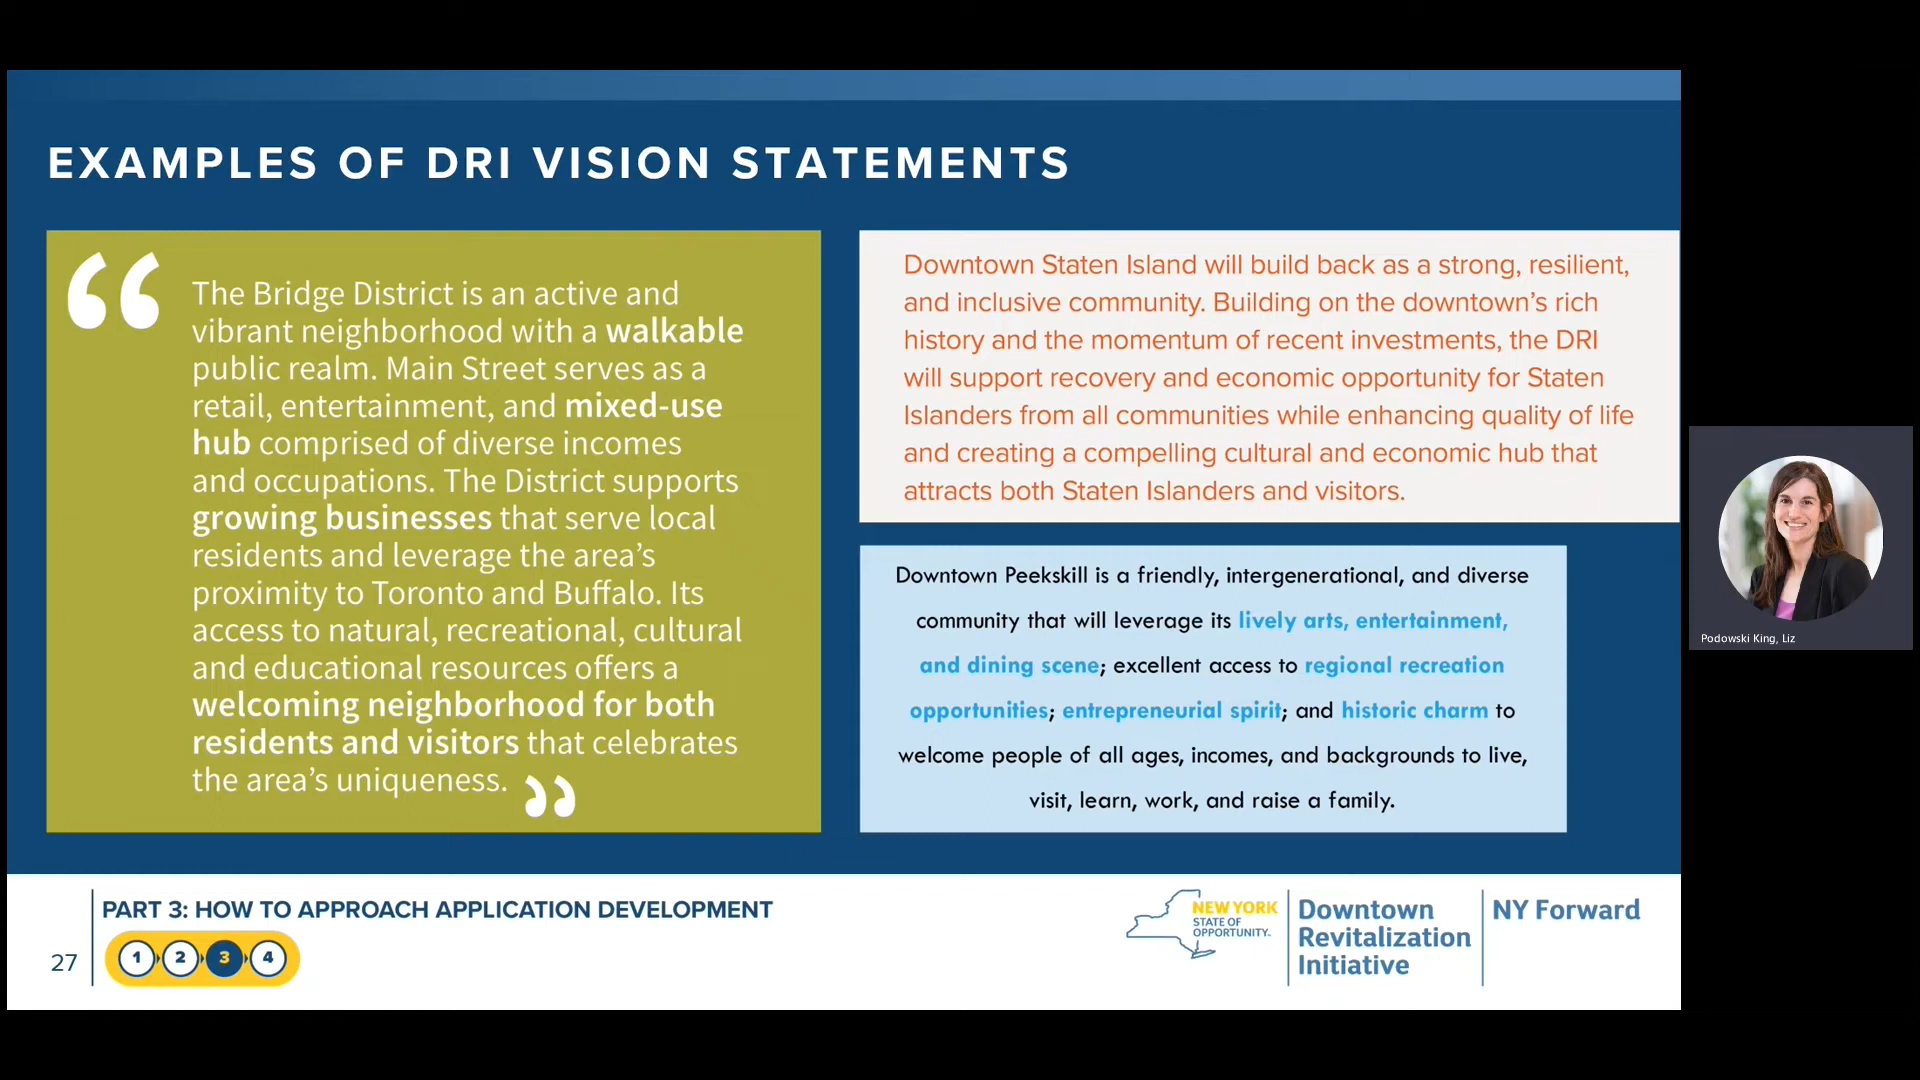 EXAMPLES OF DRI VISION STATEMENTS
“
The Bridge District is an active and
vibrant neighborhood with a walkable
public realm. Main Street serves as a
retail, entertainment, and mixed-use
hub comprised of diverse incomes
and occupations. The District supports
growing businesses that serve local
residents and leverage the area’s
proximity to Toronto and Buffalo. Its
access to natural, recreational, cultural
and educational resources offers a
welcoming neighborhood for both
residents and visitors that celebrates
the area’s uniqueness. ”
Downtown Staten Island will build back as a strong, resilient,
and inclusive community. Building on the downtown’s rich
history and the momentum of recent investments, the DRI
will support recovery and economic opportunity for Staten
Islanders from all communities while enhancing quality of life
and creating a compelling cultural and economic hub that
attracts both Staten Islanders and visitors.
Downtown Peekskill is a friendly, intergenerational, and diverse
community that will leverage its lively arts, entertainment,
and dining scene; excellent access to regional recreation
opportunities; entrepreneurial spirit; and historic charm to
welcome people of all ages, incomes, and backgrounds to live,
visit, learn, work, and raise a family.
Podowski King, Liz
PART 3: HOW TO APPROACH APPLICATION DEVELOPMENT
27
1 2 3 4
NEW YORK
STATE OF
OPPORTUNITY.
Downtown
Revitalization
Initiative
NY Forward